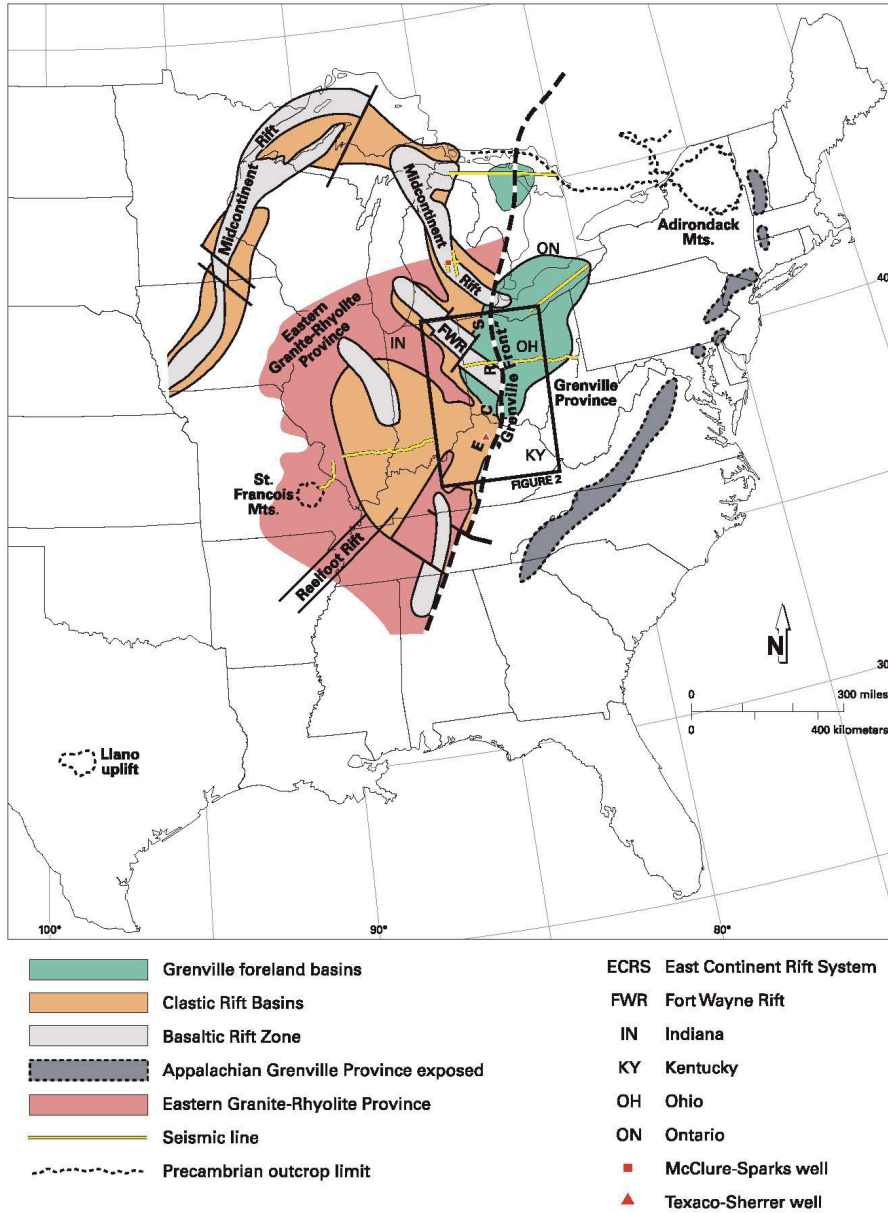 Midcontinent
Rift
Midcontinent
Rift
Adirondack
Mts.
ON
40
Eastern
Granite-Rhyolite
Province
IN
FWR
S
R
C
E
OH
"Grenville Front"
Grenville
Province
KY
FIGURE 2
St.
Francois
Mts.
Reelfoot Rift
N
30
0
300 miles
0
400 kilometers
Llano
uplift
100°
90°
80°
Grenville foreland basins
Clastic Rift Basins
Basaltic Rift Zone
Appalachian Grenville Province exposed
Eastern Granite-Rhyolite Province
Seismic line
Precambrian outcrop limit
ECRS East Continent Rift System
FWR Fort Wayne Rift
IN Indiana
KY Kentucky
OH Ohio
ON Ontario
McClure-Sparks well
Texaco-Sherrer well